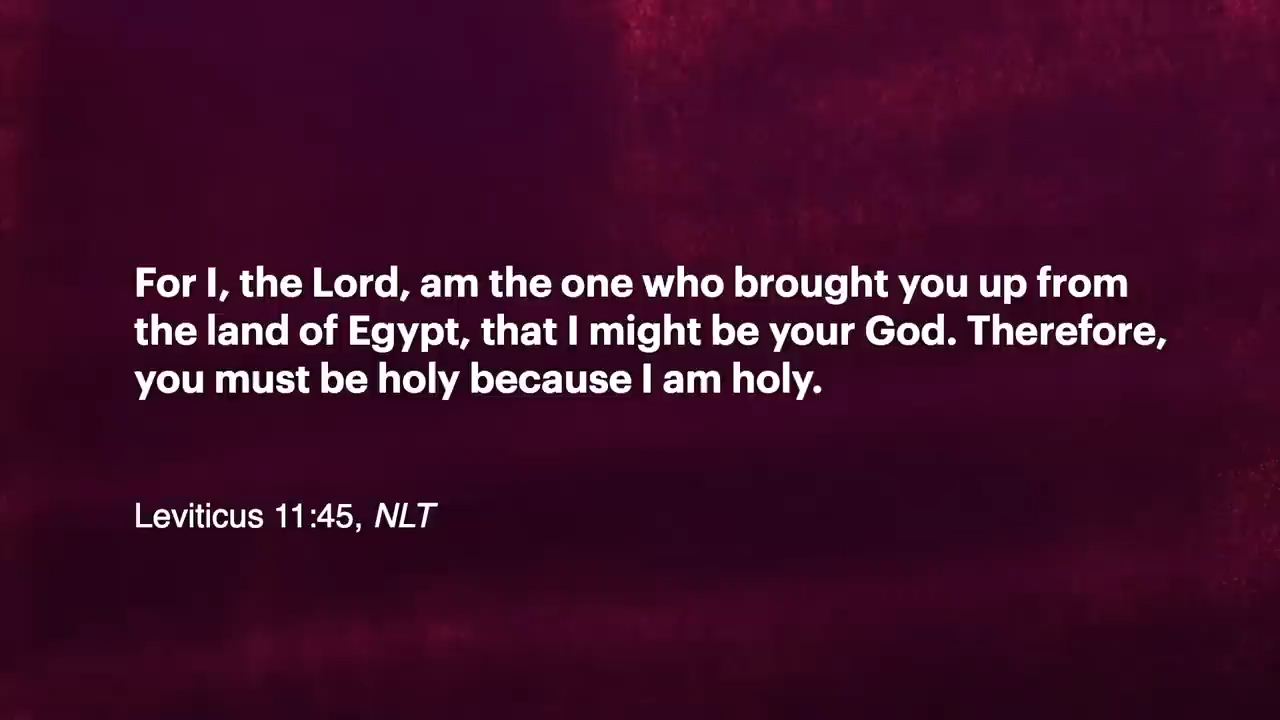 For I, the Lord, am the one who brought you up from
the land of Egypt, that I might be your God. Therefore,
you must be holy because I am holy.
Leviticus 11:45, NLT